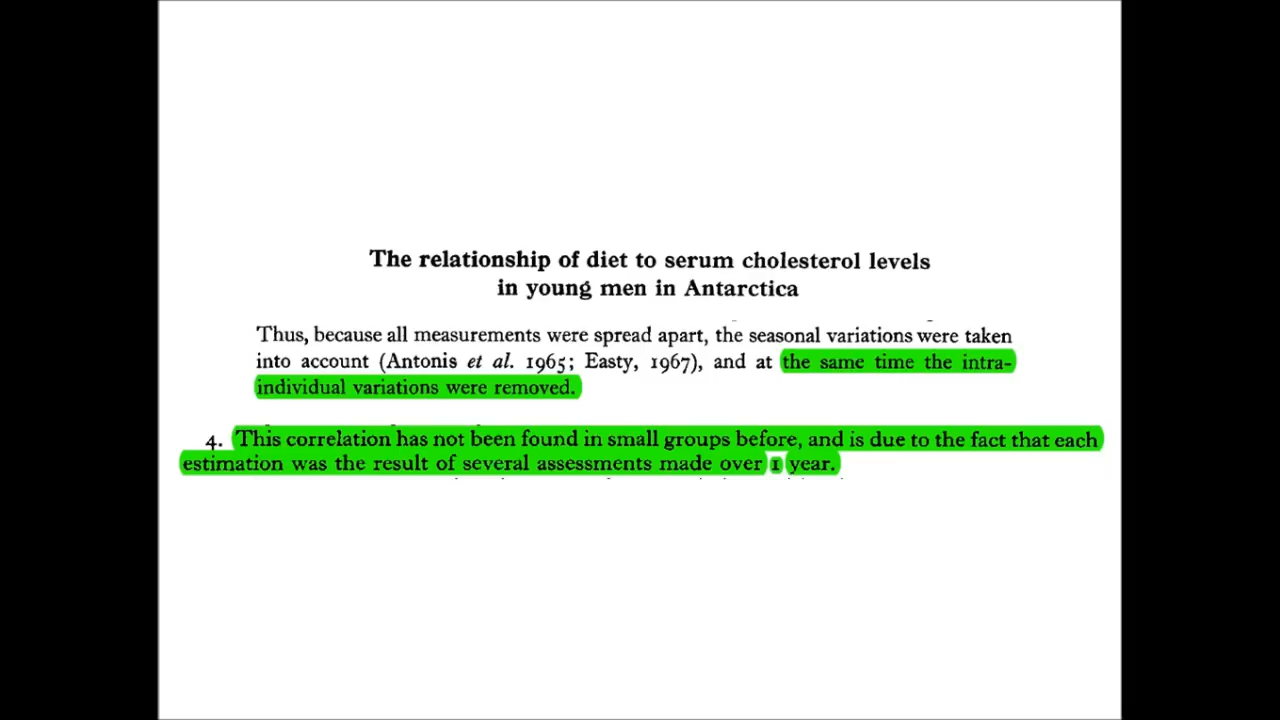 The relationship of diet to serum cholesterol levels
in young men in Antarctica
Thus, because all measurements were spread apart, the seasonal variations were taken
into account (Antonis et al. 1965; Easty, 1967), and at the same time the intra-
individual variations were removed.
4. This correlation has not been found in small groups before, and is due to the fact that each
estimation was the result of several assessments made over 1 year.